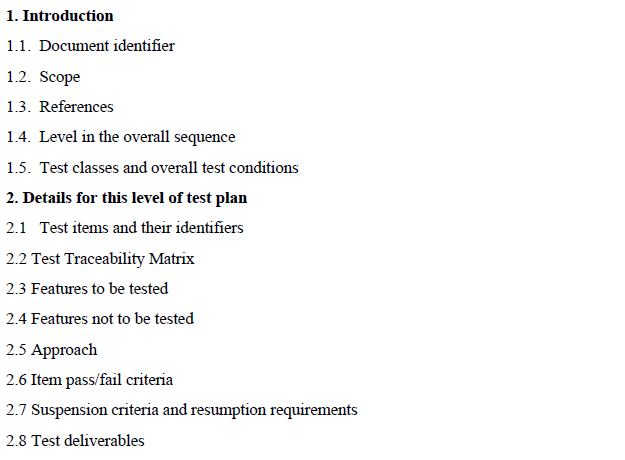 1. Introduction
1.1. Document identifier
1.2. Scope
1.3. References
1.4. Level in the overall sequence
1.5. Test classes and overall test conditions
2. Details for this level of test plan
2.1 Test items and their identifiers
2.2 Test Traceability Matrix
2.3 Features to be tested
2.4 Features not to be tested
2.5 Approach
2.6 Item pass/fail criteria
2.7 Suspension criteria and resumption requirements
2.8 Test deliverables